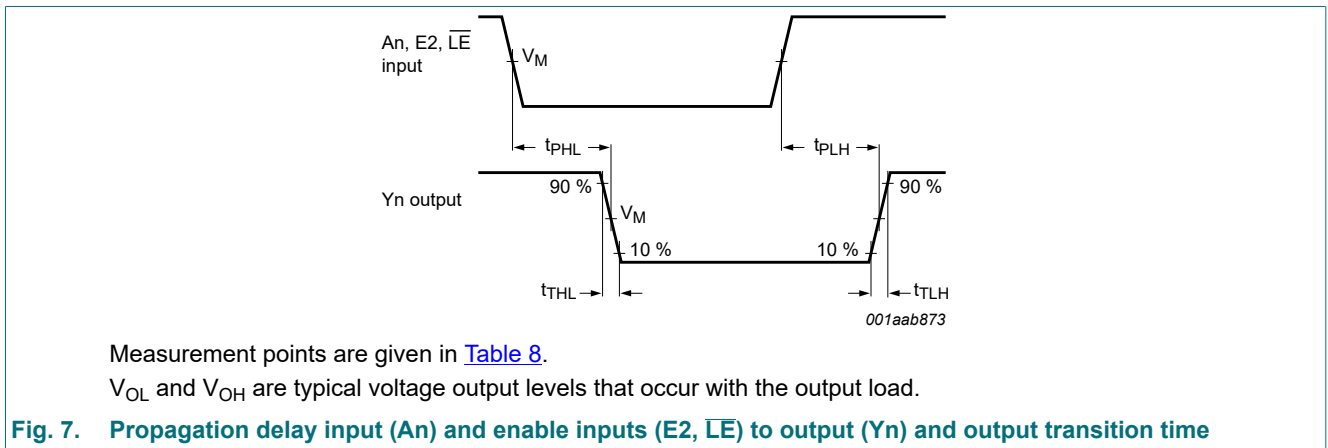 An, E2, L̅E̅
input
VM
tPHL
tPLH
Yn output
90 %
VM
10 %
10 %
90 %
tTHL
tTLH
001aab873
Measurement points are given in Table 8.
VOL and VOH are typical voltage output levels that occur with the output load.
Fig. 7. Propagation delay input (An) and enable inputs (E2, L̅E̅) to output (Yn) and output transition time